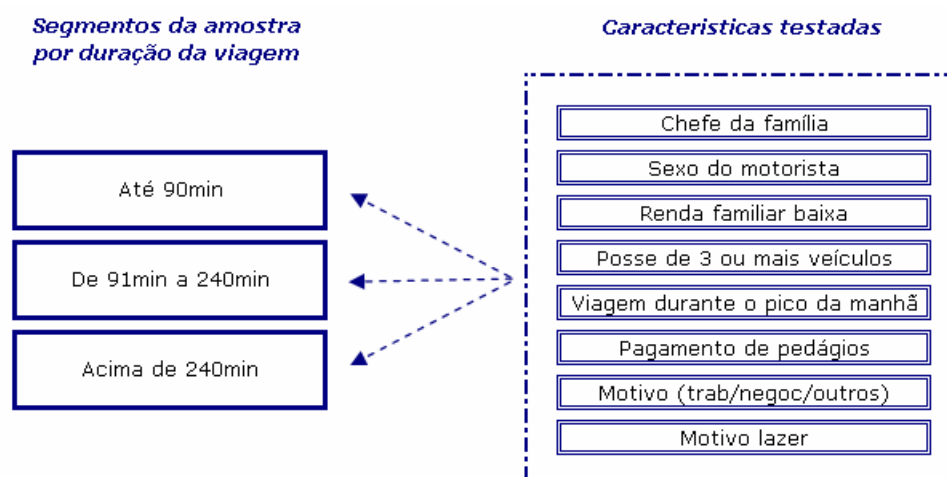 Segmentos da amostra
por duração da viagem
Até 90min
De 91min a 240min
Acima de 240min
Caracteristicas testadas
Chefe da família
Sexo do motorista
Renda familiar baixa
Posse de 3 ou mais veículos
Viagem durante o pico da manhã
Pagamento de pedágios
Motivo (trab/negoc/outros)
Motivo lazer